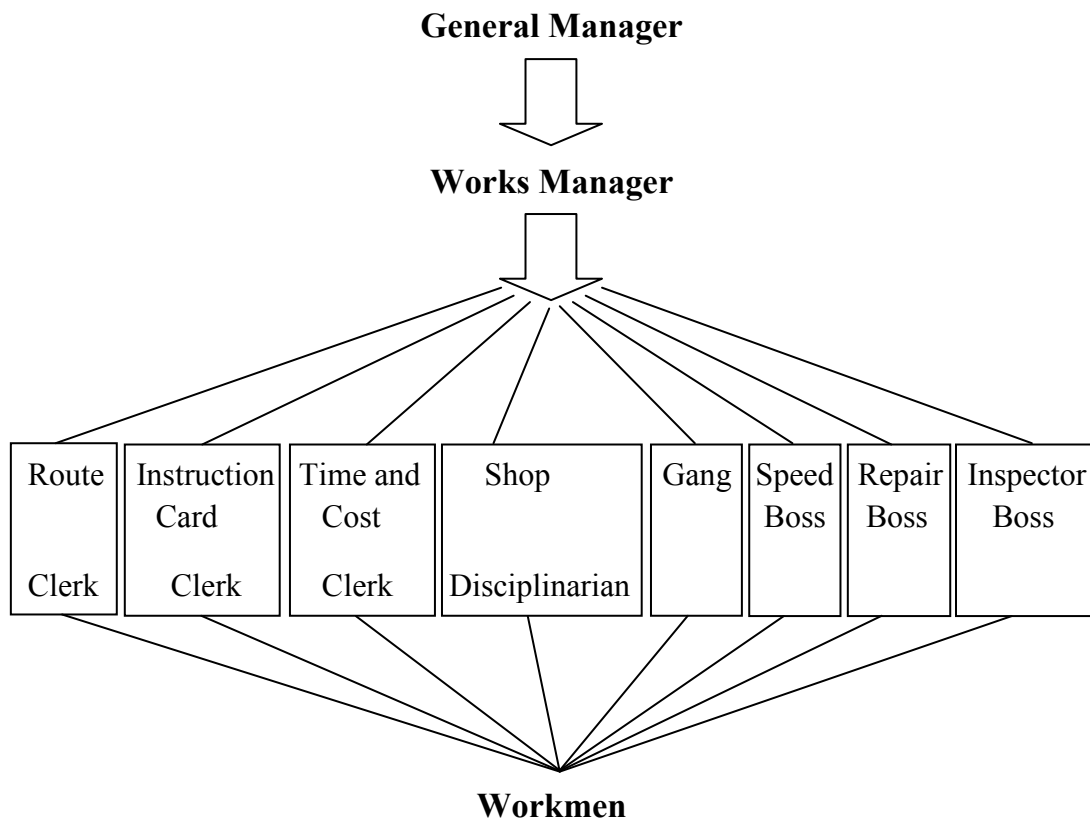 General Manager
Works Manager
Route
Clerk
Instruction
Card
Clerk
Time and
Cost
Clerk
Shop
Disciplinarian
Gang
Speed
Boss
Repair
Boss
Inspector
Boss
Workmen